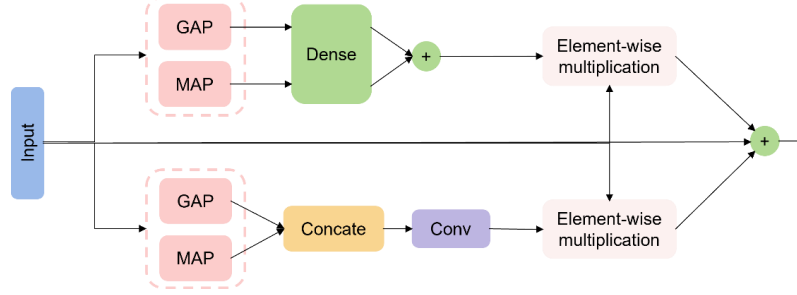 GAP
MAP
Dense
+
Element-wise
multiplication
Input
+
GAP
MAP
Concate
Conv
Element-wise
multiplication